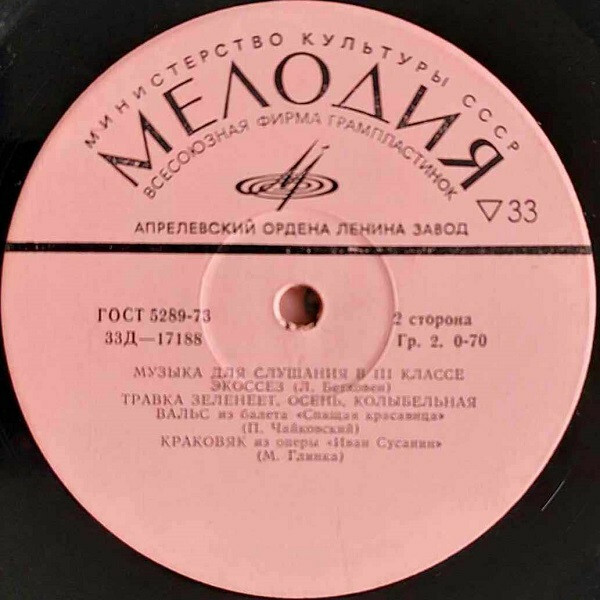 МИНИСТЕРСТВО КУЛЬТУРЫ СССР
МЕЛОДИЯ
ВСЕСОЮЗНАЯ ФИРМА ГРАМПЛАСТИНОК
33
АПРЕЛЕВСКИЙ ОРДЕНА ЛЕНИНА ЗАВОД
ГОСТ 5289-73
2 сторона
33Д—17188
Гр. 2. 0-70
МУЗЫКА ДЛЯ СЛУШАНИЯ В III КЛАССЕ
ЭКОССЕЗ (Л. Бетховен)
ТРАВКА ЗЕЛЕНЕЕТ, ОСЕНЬ, КОЛЫБЕЛЬНАЯ
ВАЛЬС из балета «Спящая красавица»
(П. Чайковский)
КРАКОВЯК из оперы «Иван Сусанин»
(М. Глинка)